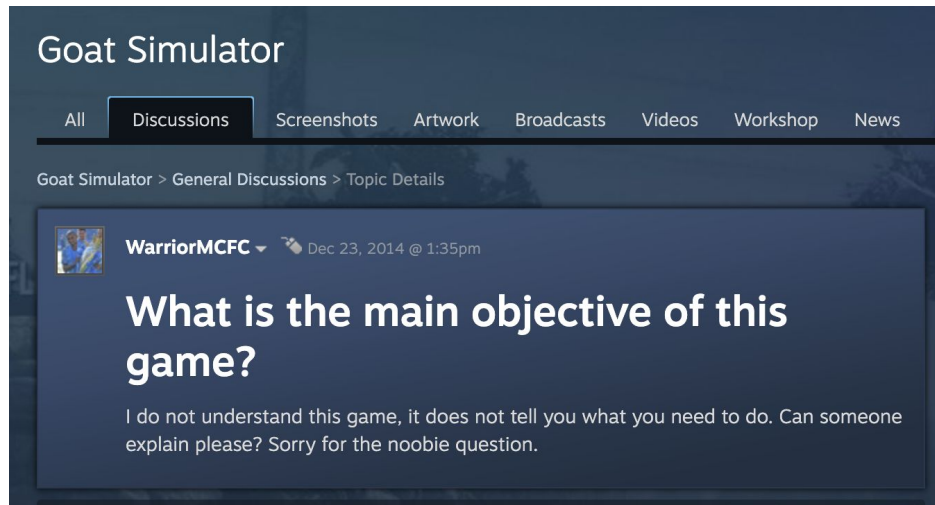 Goat Simulator
All Discussions Screenshots Artwork Broadcasts Videos Workshop News
Goat Simulator > General Discussions > Topic Details
WarriorMCFC Dec 23, 2014 @ 1:35pm
What is the main objective of this
game?
I do not understand this game, it does not tell you what you need to do. Can someone
explain please? Sorry for the noobie question.